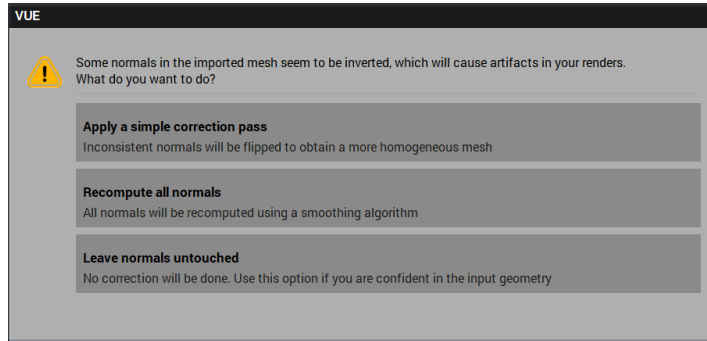 VUE
Some normals in the imported mesh seem to be inverted, which will cause artifacts in your renders.
What do you want to do?
Apply a simple correction pass
Inconsistent normals will be flipped to obtain a more homogeneous mesh
Recompute all normals
All normals will be recomputed using a smoothing algorithm
Leave normals untouched
No correction will be done. Use this option if you are confident in the input geometry